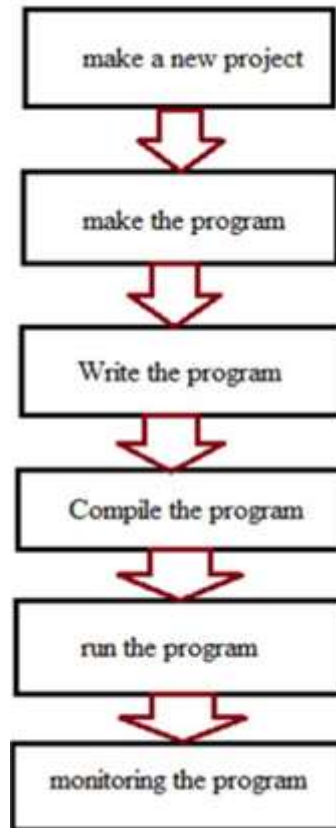 make a new project
make the program
Write the program
Compile the program
run the program
monitoring the program